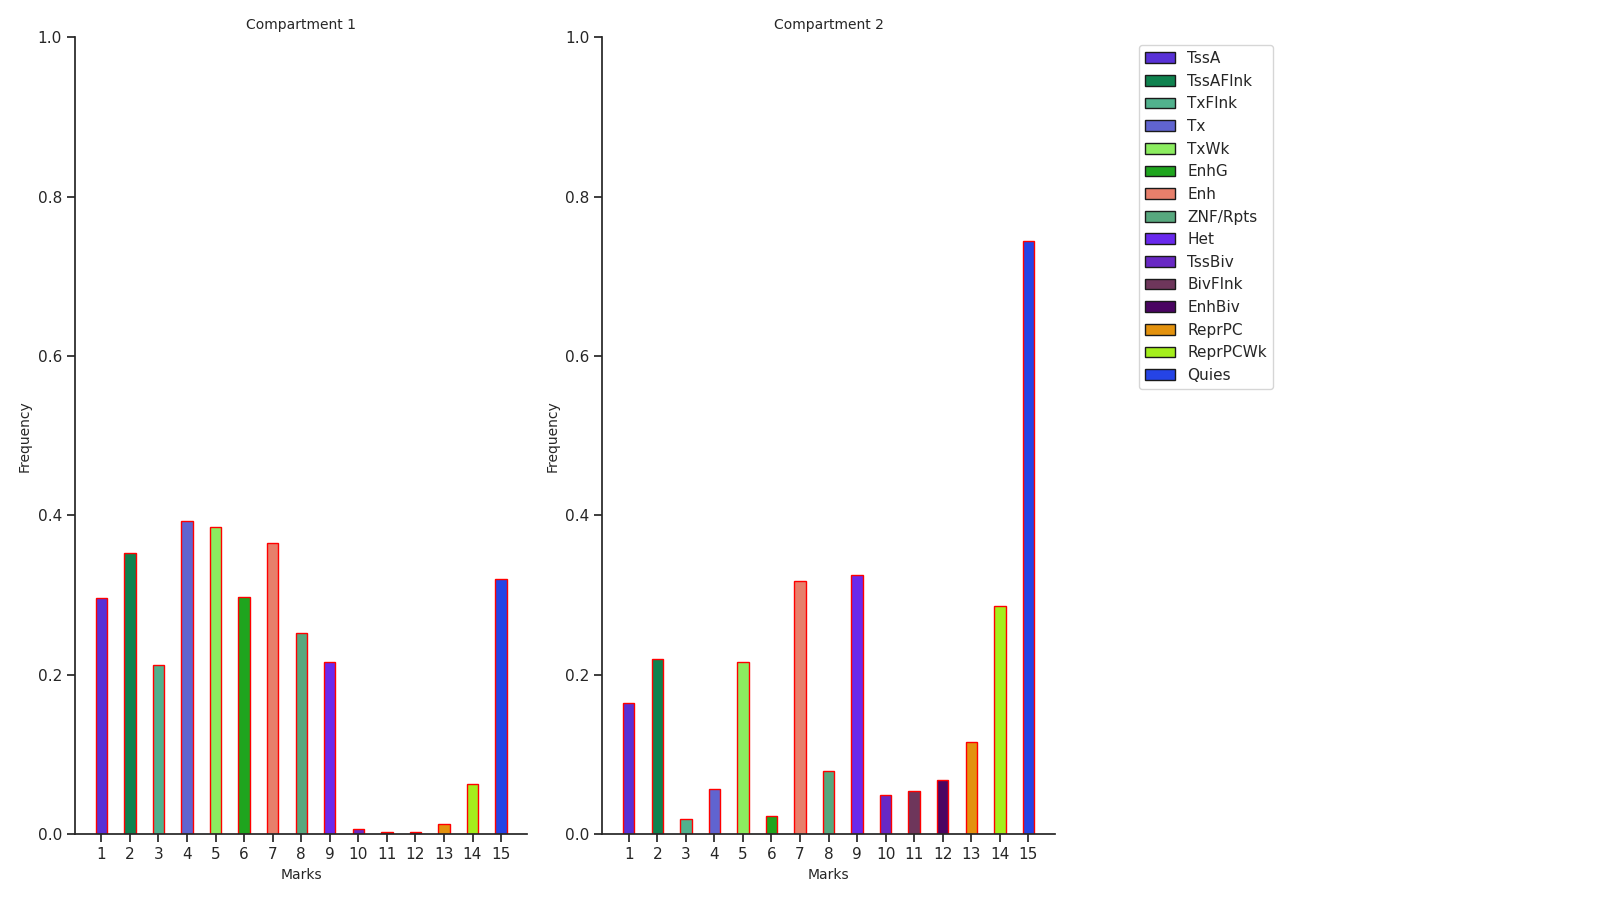 Compartment 1
1.0
0.8
0.6
0.4
0.2
0.0
Frequency
1 2 3 4 5 6 7 8 9 10 11 12 13 14 15
Marks
Compartment 2
1.0
0.8
0.6
0.4
0.2
0.0
Frequency
1 2 3 4 5 6 7 8 9 10 11 12 13 14 15
Marks
TssA
TssAFlnk
TxFlnk
Tx
TxWk
EnhG
Enh
ZNF/Rpts
Het
TssBiv
BivFlnk
EnhBiv
ReprPC
ReprPCWk
Quies